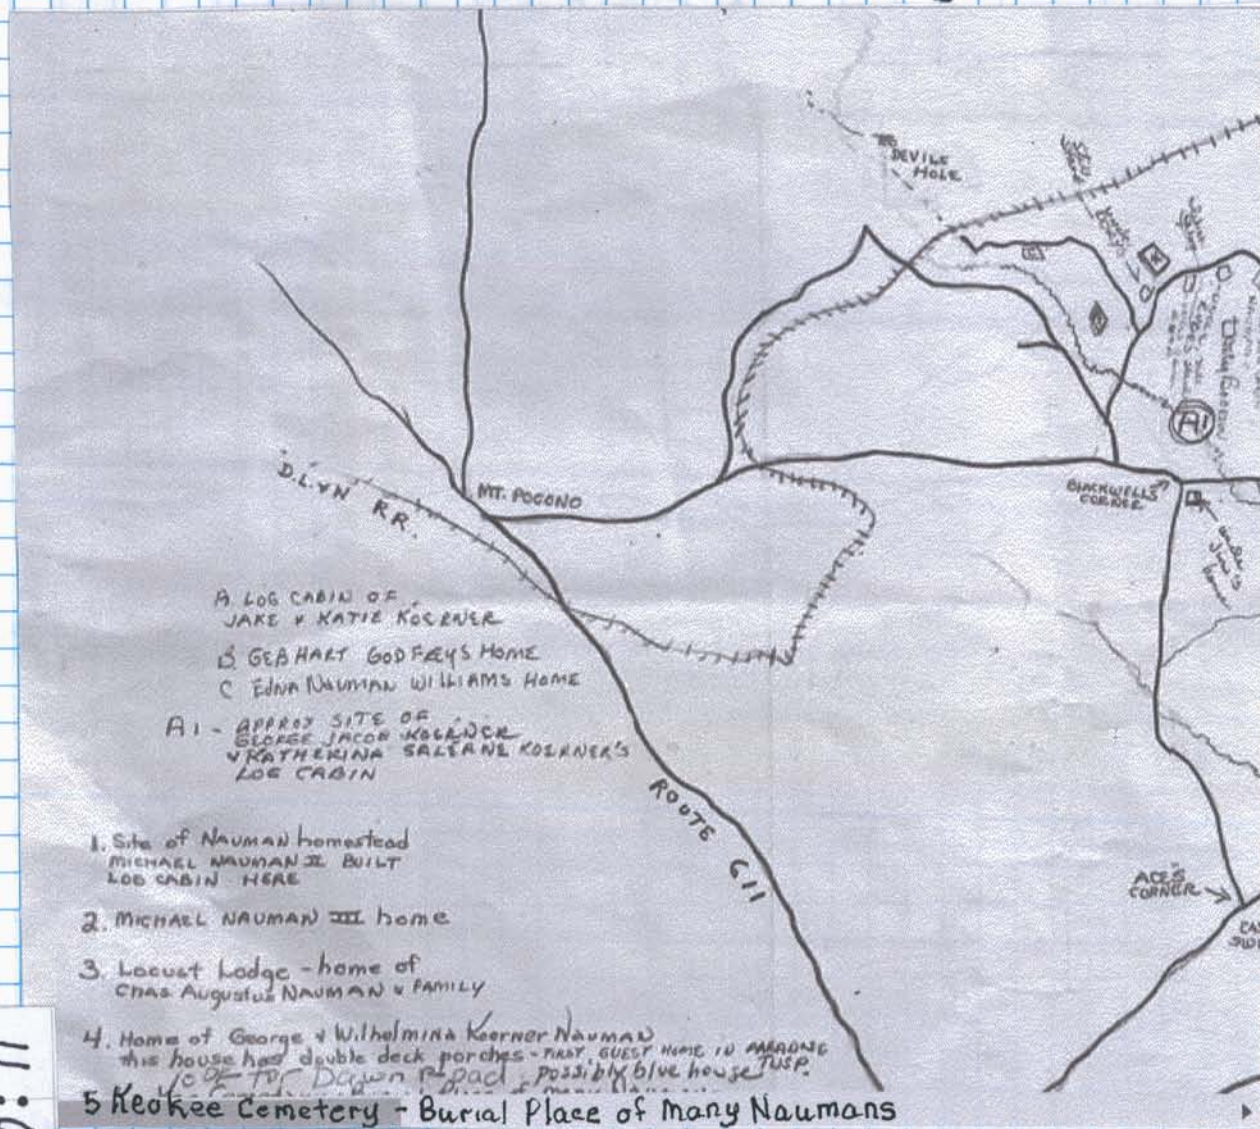 DEVILS
HOLE
A1
MT. POCONO
BLACKWELLS
CORNER
D.L.&N RR.
A LOG CABIN OF
JAKE & KATIE KOERNER
B GEBHART GODFREYS HOME
C EDNA NAUMAN WILLIAMS HOME
A1 - APPROX SITE OF
GEORGE JACOB KOERNER
& KATHERINA SALEANE KOERNER'S
LOG CABIN
ROUTE 611
1. Site of NAUMAN homestead
MICHAEL NAUMAN II BUILT
LOG CABIN HERE
ACE'S
CORNER
2. MICHAEL NAUMAN III home
3. Locust Lodge - home of
Chas Augustus NAUMAN & FAMILY
4. Home of George & Wilhelmina Koerner NAUMAN
this house has double deck porches - FIRST GUEST HOME IN PARADISE
TWSP.
possibly blue house
5 Keokee Cemetery - Burial Place of Many Naumans